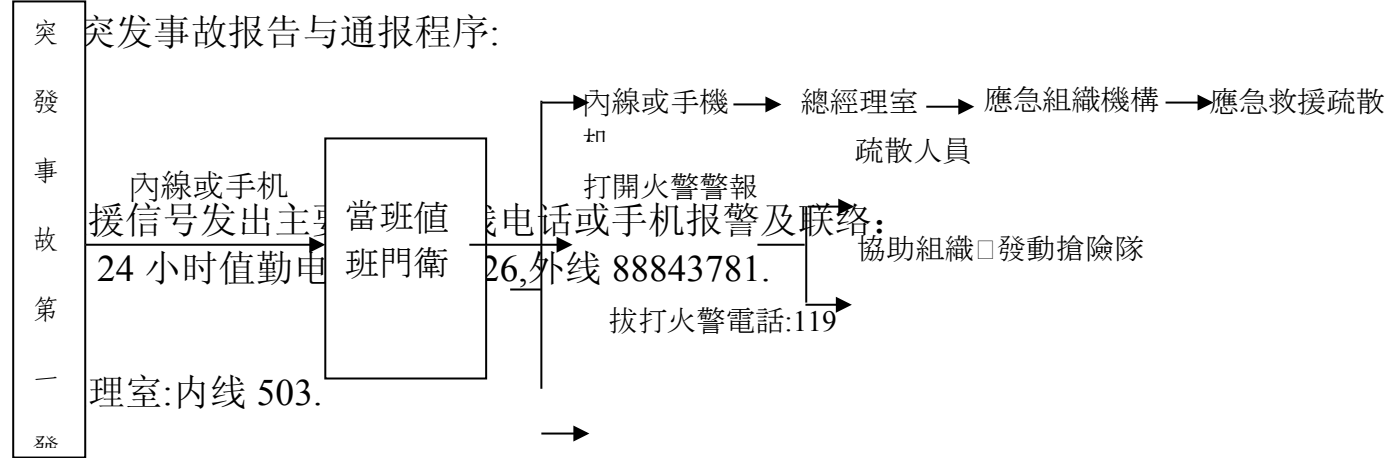 突發事故第一發
突发事故报告与通报程序:
內線或手機
總經理室
應急組織機構
應急救援疏散
疏散人員
內線或手机
打開火警警報
當班値
班門衛
援信号发出主 电话或手机报警及联络：
協助組織□發動搶險隊
24 小时值勤电 26,外线 88843781.
拔打火警電話:119
理室:内线 503.